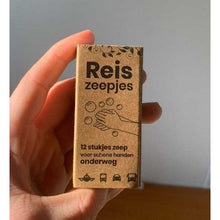 Reis
zeepjes
12 stukjes zeep
voor schone handen
onderweg